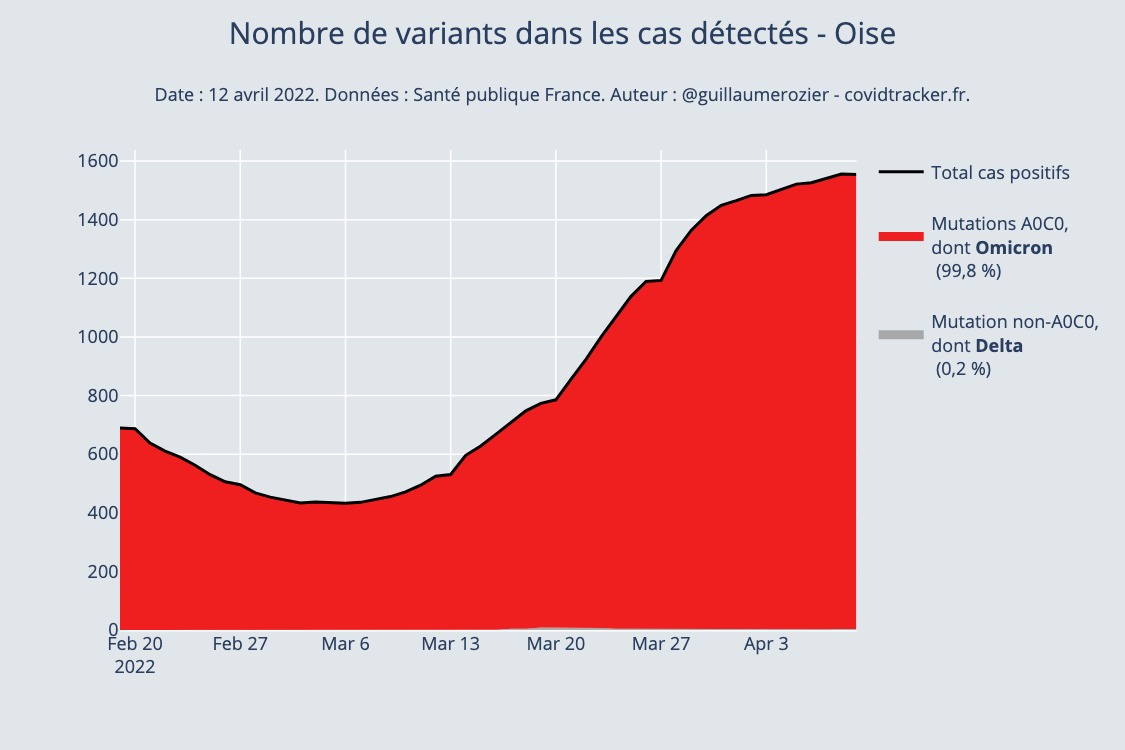 Nombre de variants dans les cas détectés - Oise
Date : 12 avril 2022. Données : Santé publique France. Auteur : @guillaumerozier - covidtracker.fr.
1600
1400
1200
1000
800
600
400
200
0
Feb 20
2022
Feb 27
Mar 6
Mar 13
Mar 20
Mar 27
Apr 3
Total cas positifs
Mutations A0C0,
dont Omicron
(99,8 %)
Mutation non-A0C0,
dont Delta
(0,2 %)